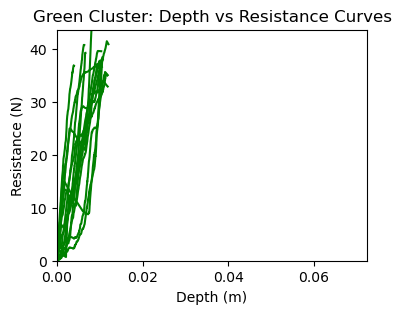 Green Cluster: Depth vs Resistance Curves
40
30
20
10
0
Resistance (N)
0.00 0.02 0.04 0.06
Depth (m)